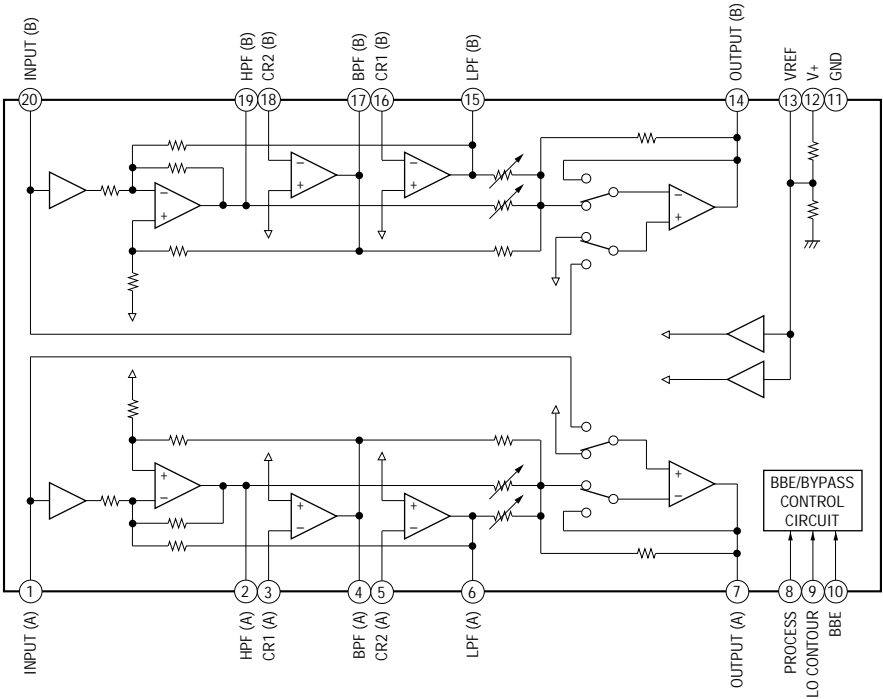 INPUT (B)
HPF (B)
CR2 (B)
BPF (B)
CR1 (B)
LPF (B)
OUTPUT (B)
VREF
V+
GND
20
19
18
17
16
15
14
13
12
11
−
+
−
+
−
+
−
+
+
−
+
−
+
−
+
−
BBE/BYPASS
CONTROL
CIRCUIT
1
2
3
4
5
6
7
8
9
10
INPUT (A)
HPF (A)
CR1 (A)
BPF (A)
CR2 (A)
LPF (A)
OUTPUT (A)
PROCESS
LO CONTOUR
BBE